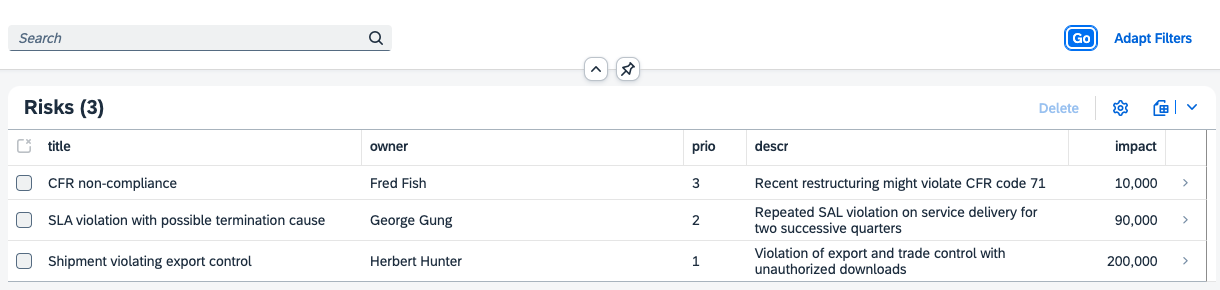 Search
Go
Adapt Filters
Risks (3)
Delete
title owner prio descr impact
CFR non-compliance Fred Fish 3 Recent restructuring might violate CFR code 71 10,000
SLA violation with possible termination cause George Gung 2 Repeated SAL violation on service delivery for 90,000
two successive quarters
Shipment violating export control Herbert Hunter 1 Violation of export and trade control with 200,000
unauthorized downloads